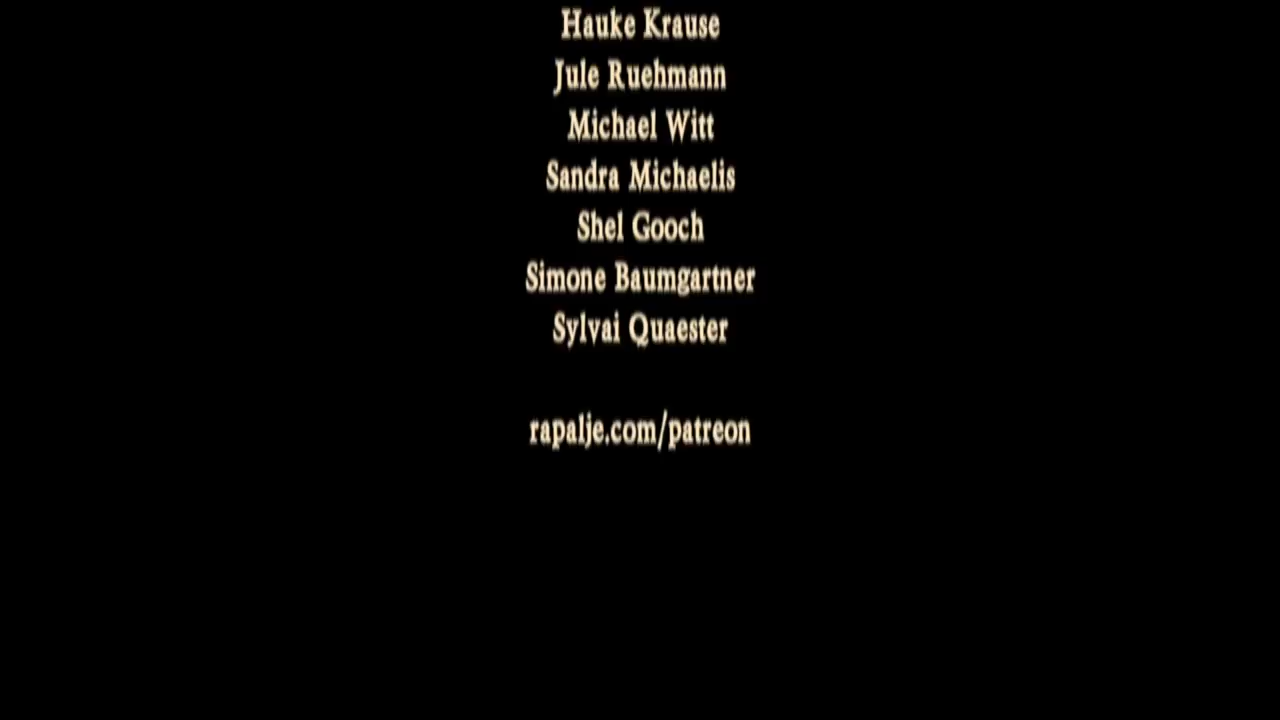 Hauke Krause
Jule Ruehmann
Michael Witt
Sandra Michaelis
Shel Gooch
Simone Baumgartner
Sylvai Quaester
rapalje.com/patreon